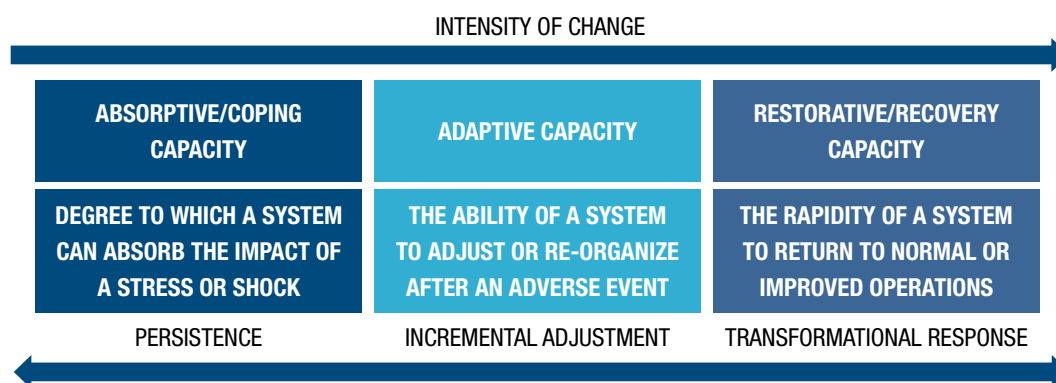 INTENSITY OF CHANGE
ABSORPTIVE/COPING
CAPACITY
ADAPTIVE CAPACITY
RESTORATIVE/RECOVERY
CAPACITY
DEGREE TO WHICH A SYSTEM
CAN ABSORB THE IMPACT OF
A STRESS OR SHOCK
THE ABILITY OF A SYSTEM
TO ADJUST OR RE-ORGANIZE
AFTER AN ADVERSE EVENT
THE RAPIDITY OF A SYSTEM
TO RETURN TO NORMAL OR
IMPROVED OPERATIONS
PERSISTENCE
INCREMENTAL ADJUSTMENT
TRANSFORMATIONAL RESPONSE